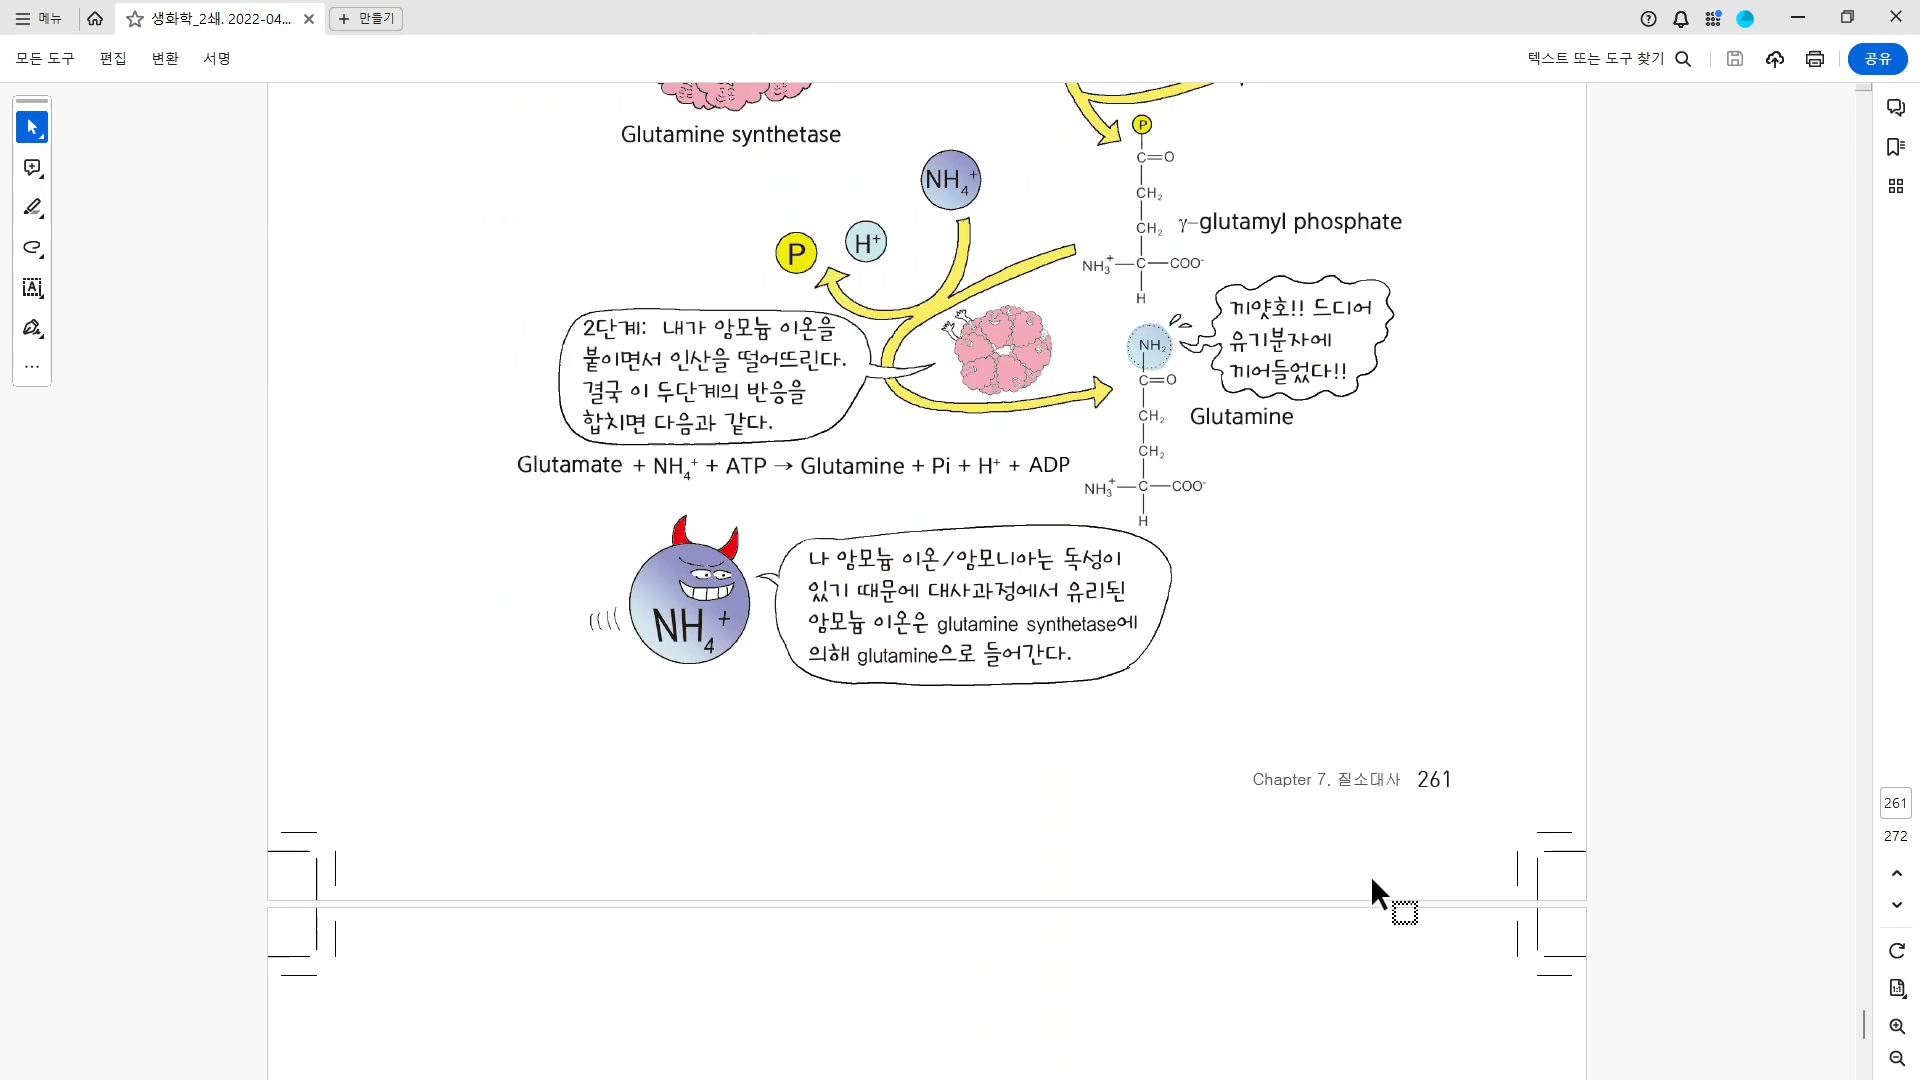 메뉴
생화학_2쇄. 2022-04...
만들기
모든 도구
편집
변환
서명
텍스트 또는 도구 찾기
공유
Glutamine synthetase
P
C=O
CH2
CH2
γ-glutamyl phosphate
NH3+ C COO-
H
NH4+
P
H+
2단계: 내가 암모늄 이온을
붙이면서 인산을 떨어뜨린다.
결국 이 두단계의 반응을
합치면 다음과 같다.
끼얏호!! 드디어
유기분자에
끼어들었다!!
NH2
C=O
CH2
Glutamine
CH2
NH3+ C COO-
H
Glutamate + NH4+ + ATP → Glutamine + Pi + H+ + ADP
NH4+
나 암모늄 이온/암모니아는 독성이
있기 때문에 대사과정에서 유리된
암모늄 이온은 glutamine synthetase에
의해 glutamine으로 들어간다.
Chapter 7. 질소대사 261
261
272